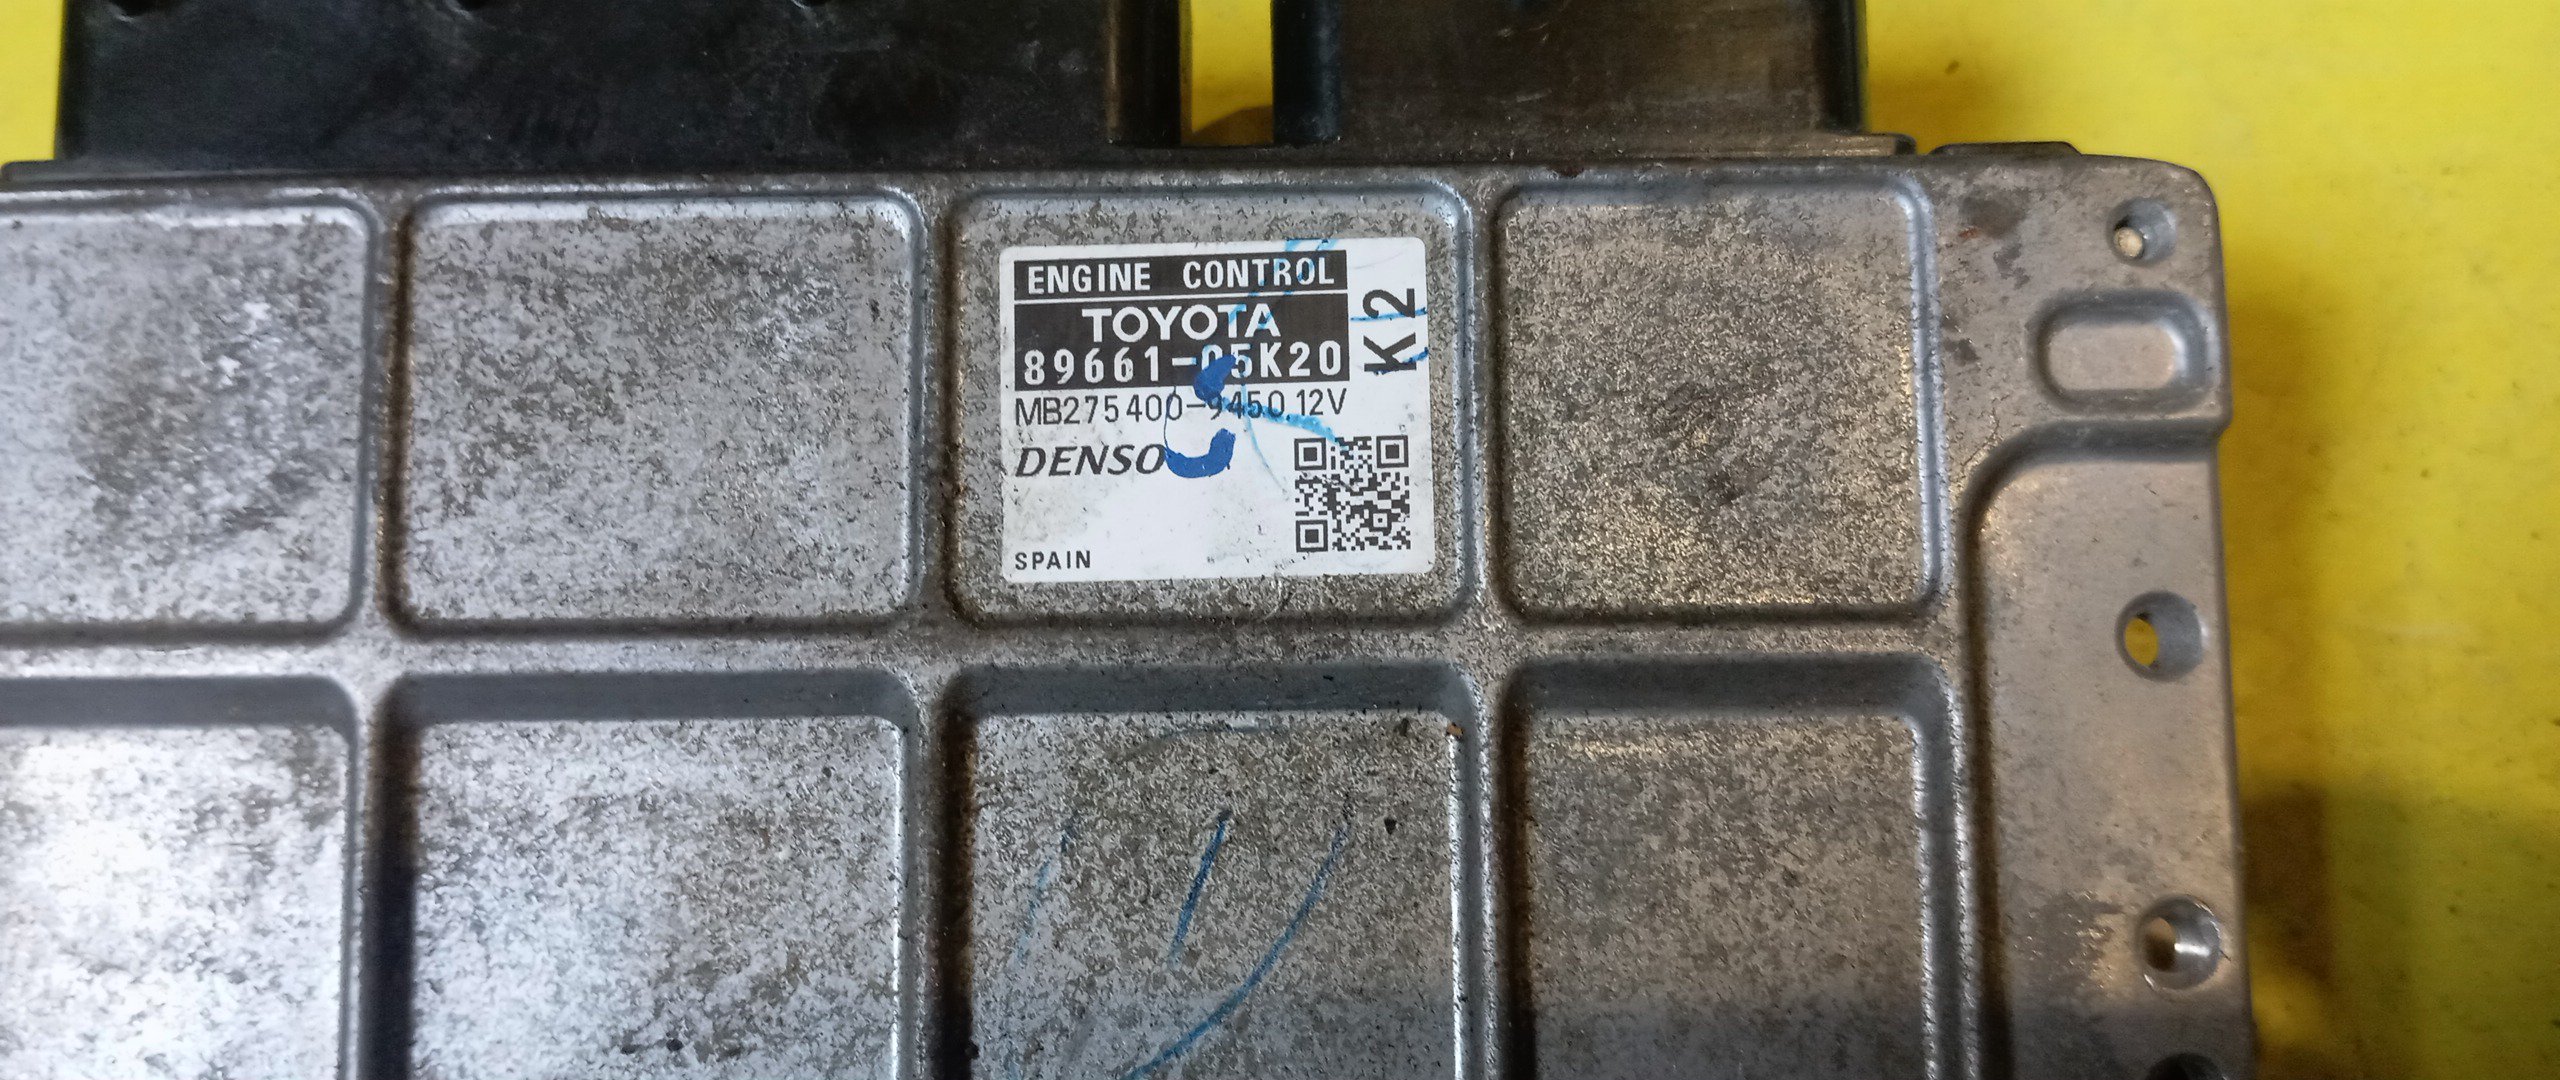 ENGINE CONTROL
TOYOTA
89661-05K20
K2
MB275400-9450 12V
DENSO
SPAIN